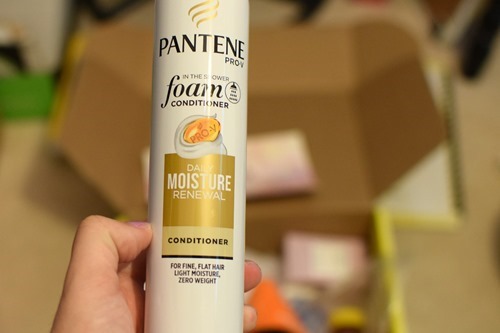 PANTENE
PRO-V
IN THE SHOWER
foam
CONDITIONER
PRO-V
DAILY
MOISTURE
RENEWAL
CONDITIONER
FOR FINE, FLAT HAIR
LIGHT MOISTURE,
ZERO WEIGHT